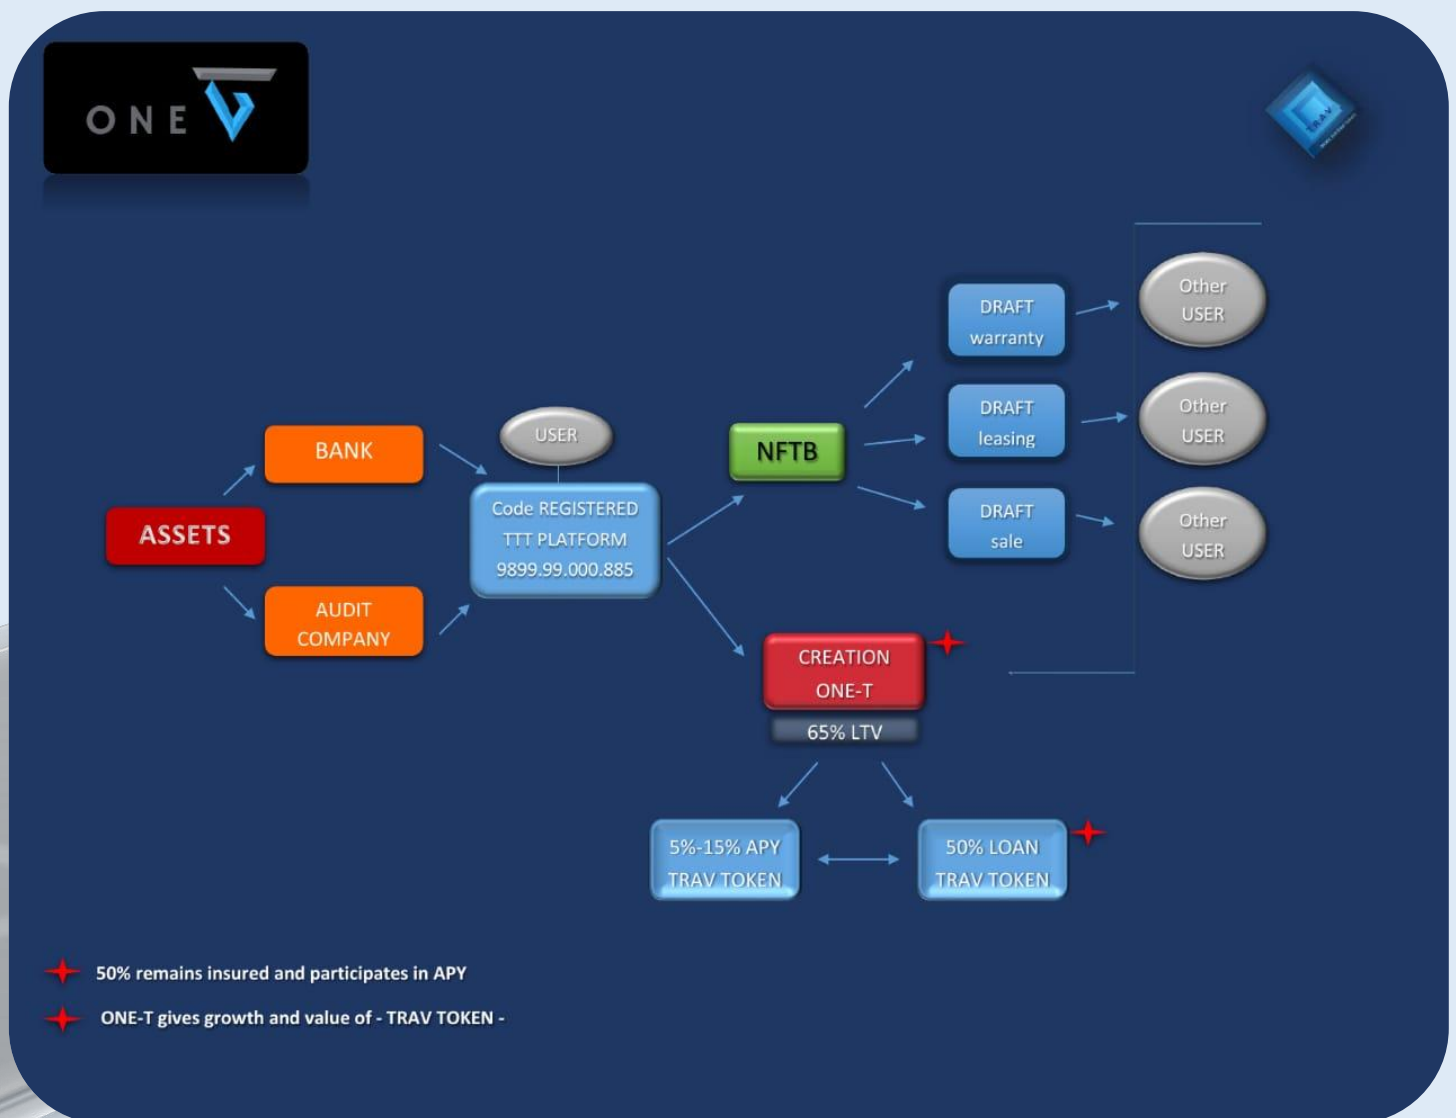 ONE
TRAV
DRAFT
warranty
Other
USER
DRAFT
leasing
Other
USER
USER
BANK
NFTB
Code REGISTERED
TTT PLATFORM
9899.99.000.885
DRAFT
sale
Other
USER
ASSETS
AUDIT
COMPANY
CREATION
ONE-T
65% LTV
5%-15% APY
TRAV TOKEN
50% LOAN
TRAV TOKEN
50% remains insured and participates in APY
ONE-T gives growth and value of - TRAV TOKEN -